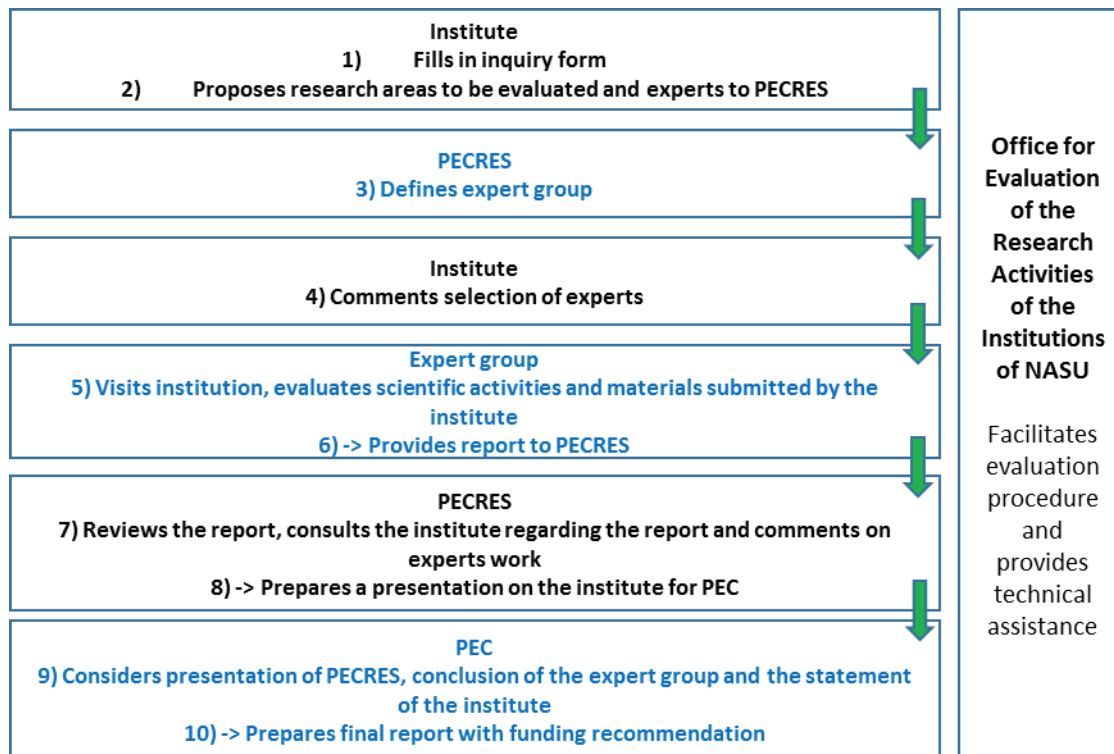 Institute
1) Fills in inquiry form
2) Proposes research areas to be evaluated and experts to PECRES
PECRES
3) Defines expert group
Institute
4) Comments selection of experts
Expert group
5) Visits institution, evaluates scientific activities and materials submitted by the
institute
6) -> Provides report to PECRES
PECRES
7) Reviews the report, consults the institute regarding the report and comments on
experts work
8) -> Prepares a presentation on the institute for PEC
PEC
9) Considers presentation of PECRES, conclusion of the expert group and the statement
of the institute
10) -> Prepares final report with funding recommendation
Office for
Evaluation
of the
Research
Activities
of the
Institutions
of NASU
Facilitates
evaluation
procedure
and
provides
technical
assistance